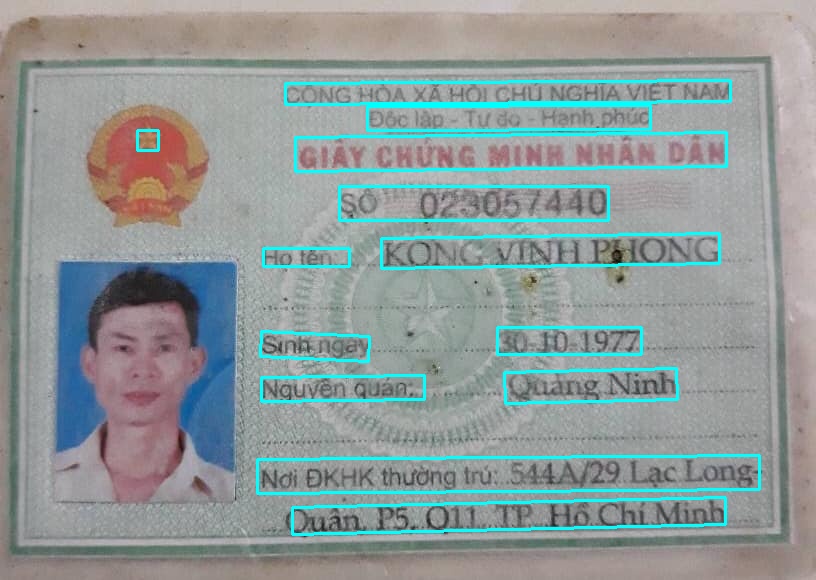 CỘNG HÒA XÃ HỘI CHỦ NGHĨA VIỆT NAM
Độc lập - Tự do - Hạnh phúc
GIẤY CHỨNG MINH NHÂN DÂN
SỐ 023057440
Họ tên: KONG VINH PHONG
Sinh ngày 30-10-1977
Nguyên quán: Quảng Ninh
Nơi ĐKHK thường trú: 544A/29 Lạc Long-
Quân, P5, Q11, TP. Hồ Chí Minh